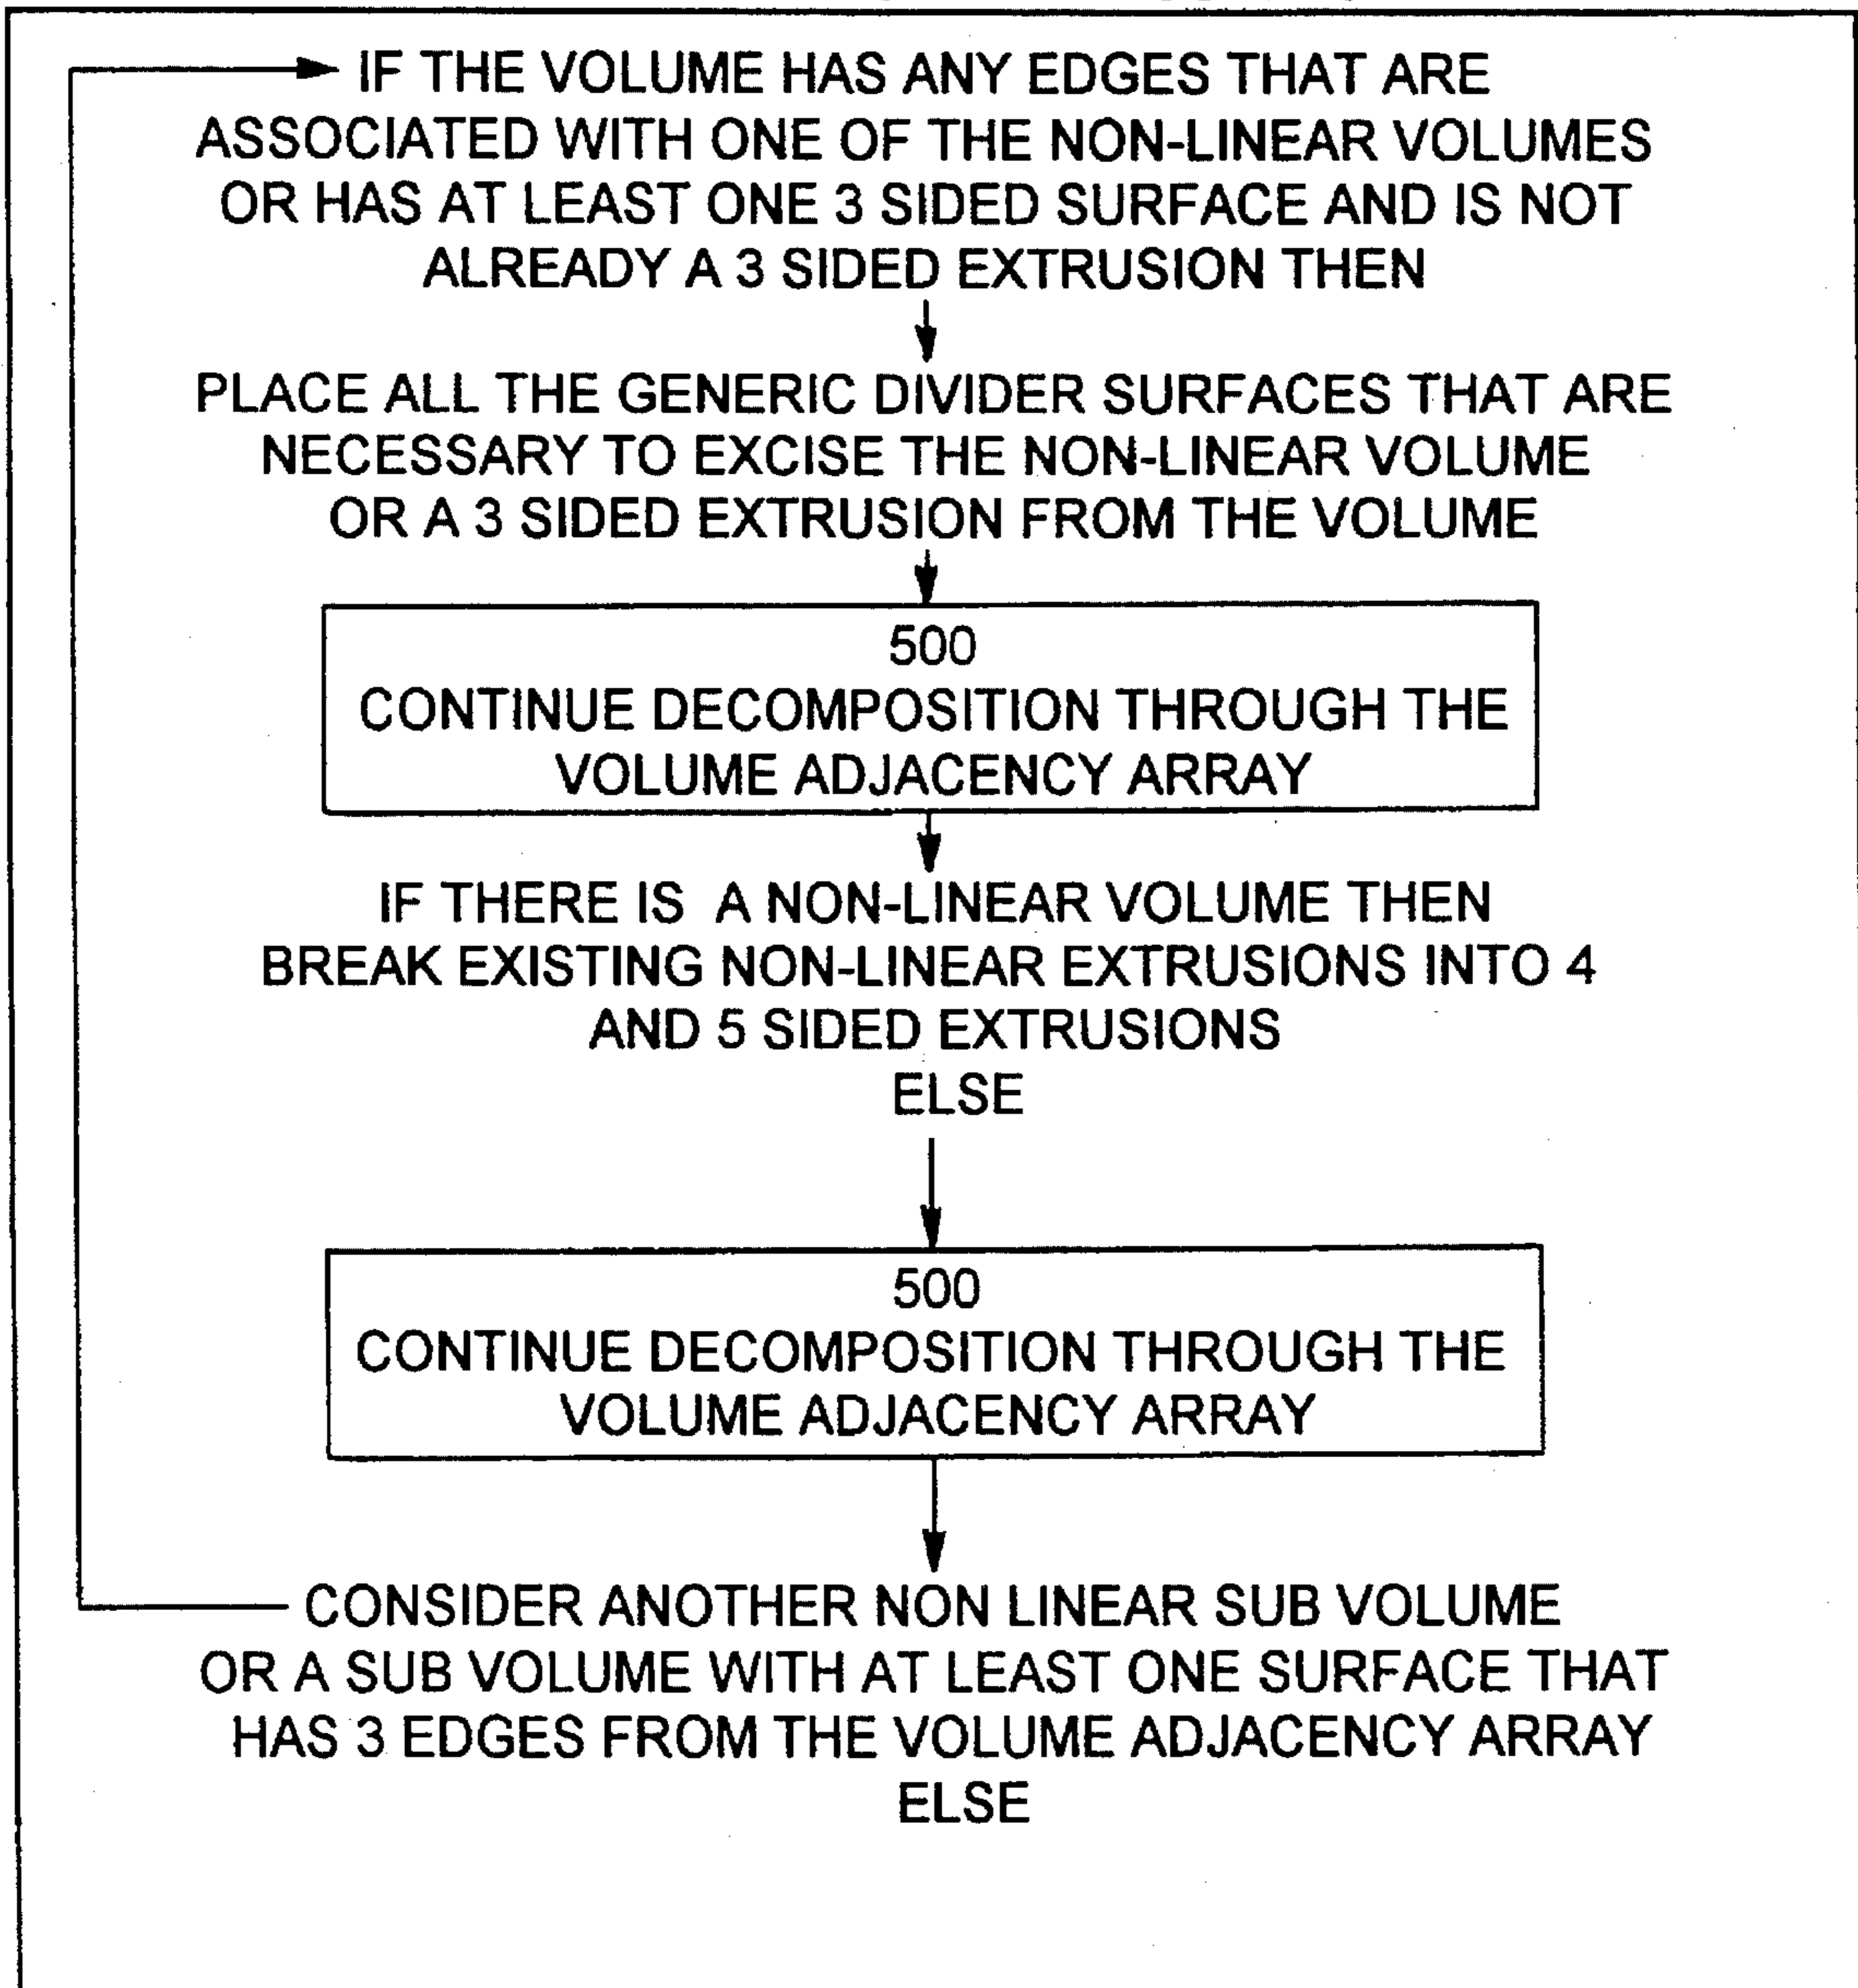 IF THE VOLUME HAS ANY EDGES THAT ARE
ASSOCIATED WITH ONE OF THE NON-LINEAR VOLUMES
OR HAS AT LEAST ONE 3 SIDED SURFACE AND IS NOT
ALREADY A 3 SIDED EXTRUSION THEN
PLACE ALL THE GENERIC DIVIDER SURFACES THAT ARE
NECESSARY TO EXCISE THE NON-LINEAR VOLUME
OR A 3 SIDED EXTRUSION FROM THE VOLUME
500
CONTINUE DECOMPOSITION THROUGH THE
VOLUME ADJACENCY ARRAY
IF THERE IS A NON-LINEAR VOLUME THEN
BREAK EXISTING NON-LINEAR EXTRUSIONS INTO 4
AND 5 SIDED EXTRUSIONS
ELSE
500
CONTINUE DECOMPOSITION THROUGH THE
VOLUME ADJACENCY ARRAY
CONSIDER ANOTHER NON LINEAR SUB VOLUME
OR A SUB VOLUME WITH AT LEAST ONE SURFACE THAT
HAS 3 EDGES FROM THE VOLUME ADJACENCY ARRAY
ELSE